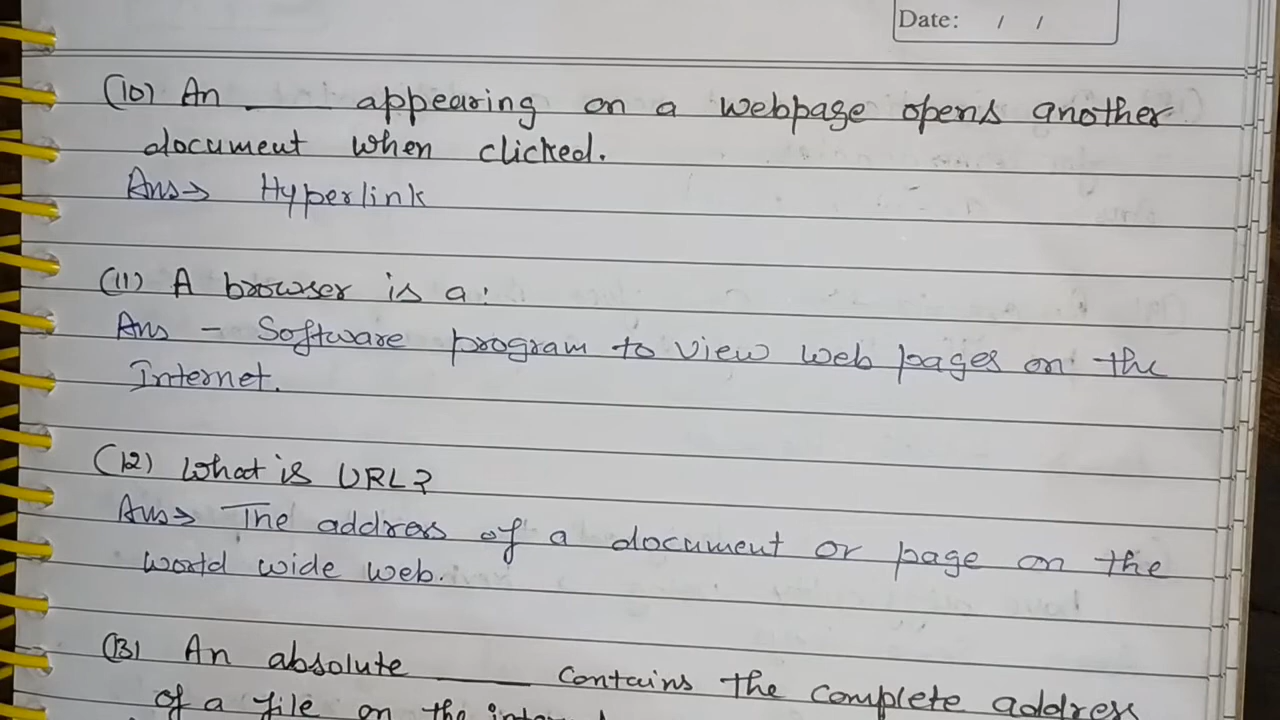 Date: / /
(10) An ____ appearing on a webpage opens another
document when clicked.
Ans→ Hyperlink
(11) A browser is a:
Ans - Software program to view web pages on the
Internet.
(12) What is URL?
Ans→ The address of a document or page on the
world wide web.
(13) An absolute ____ contains the complete address
of a file on the